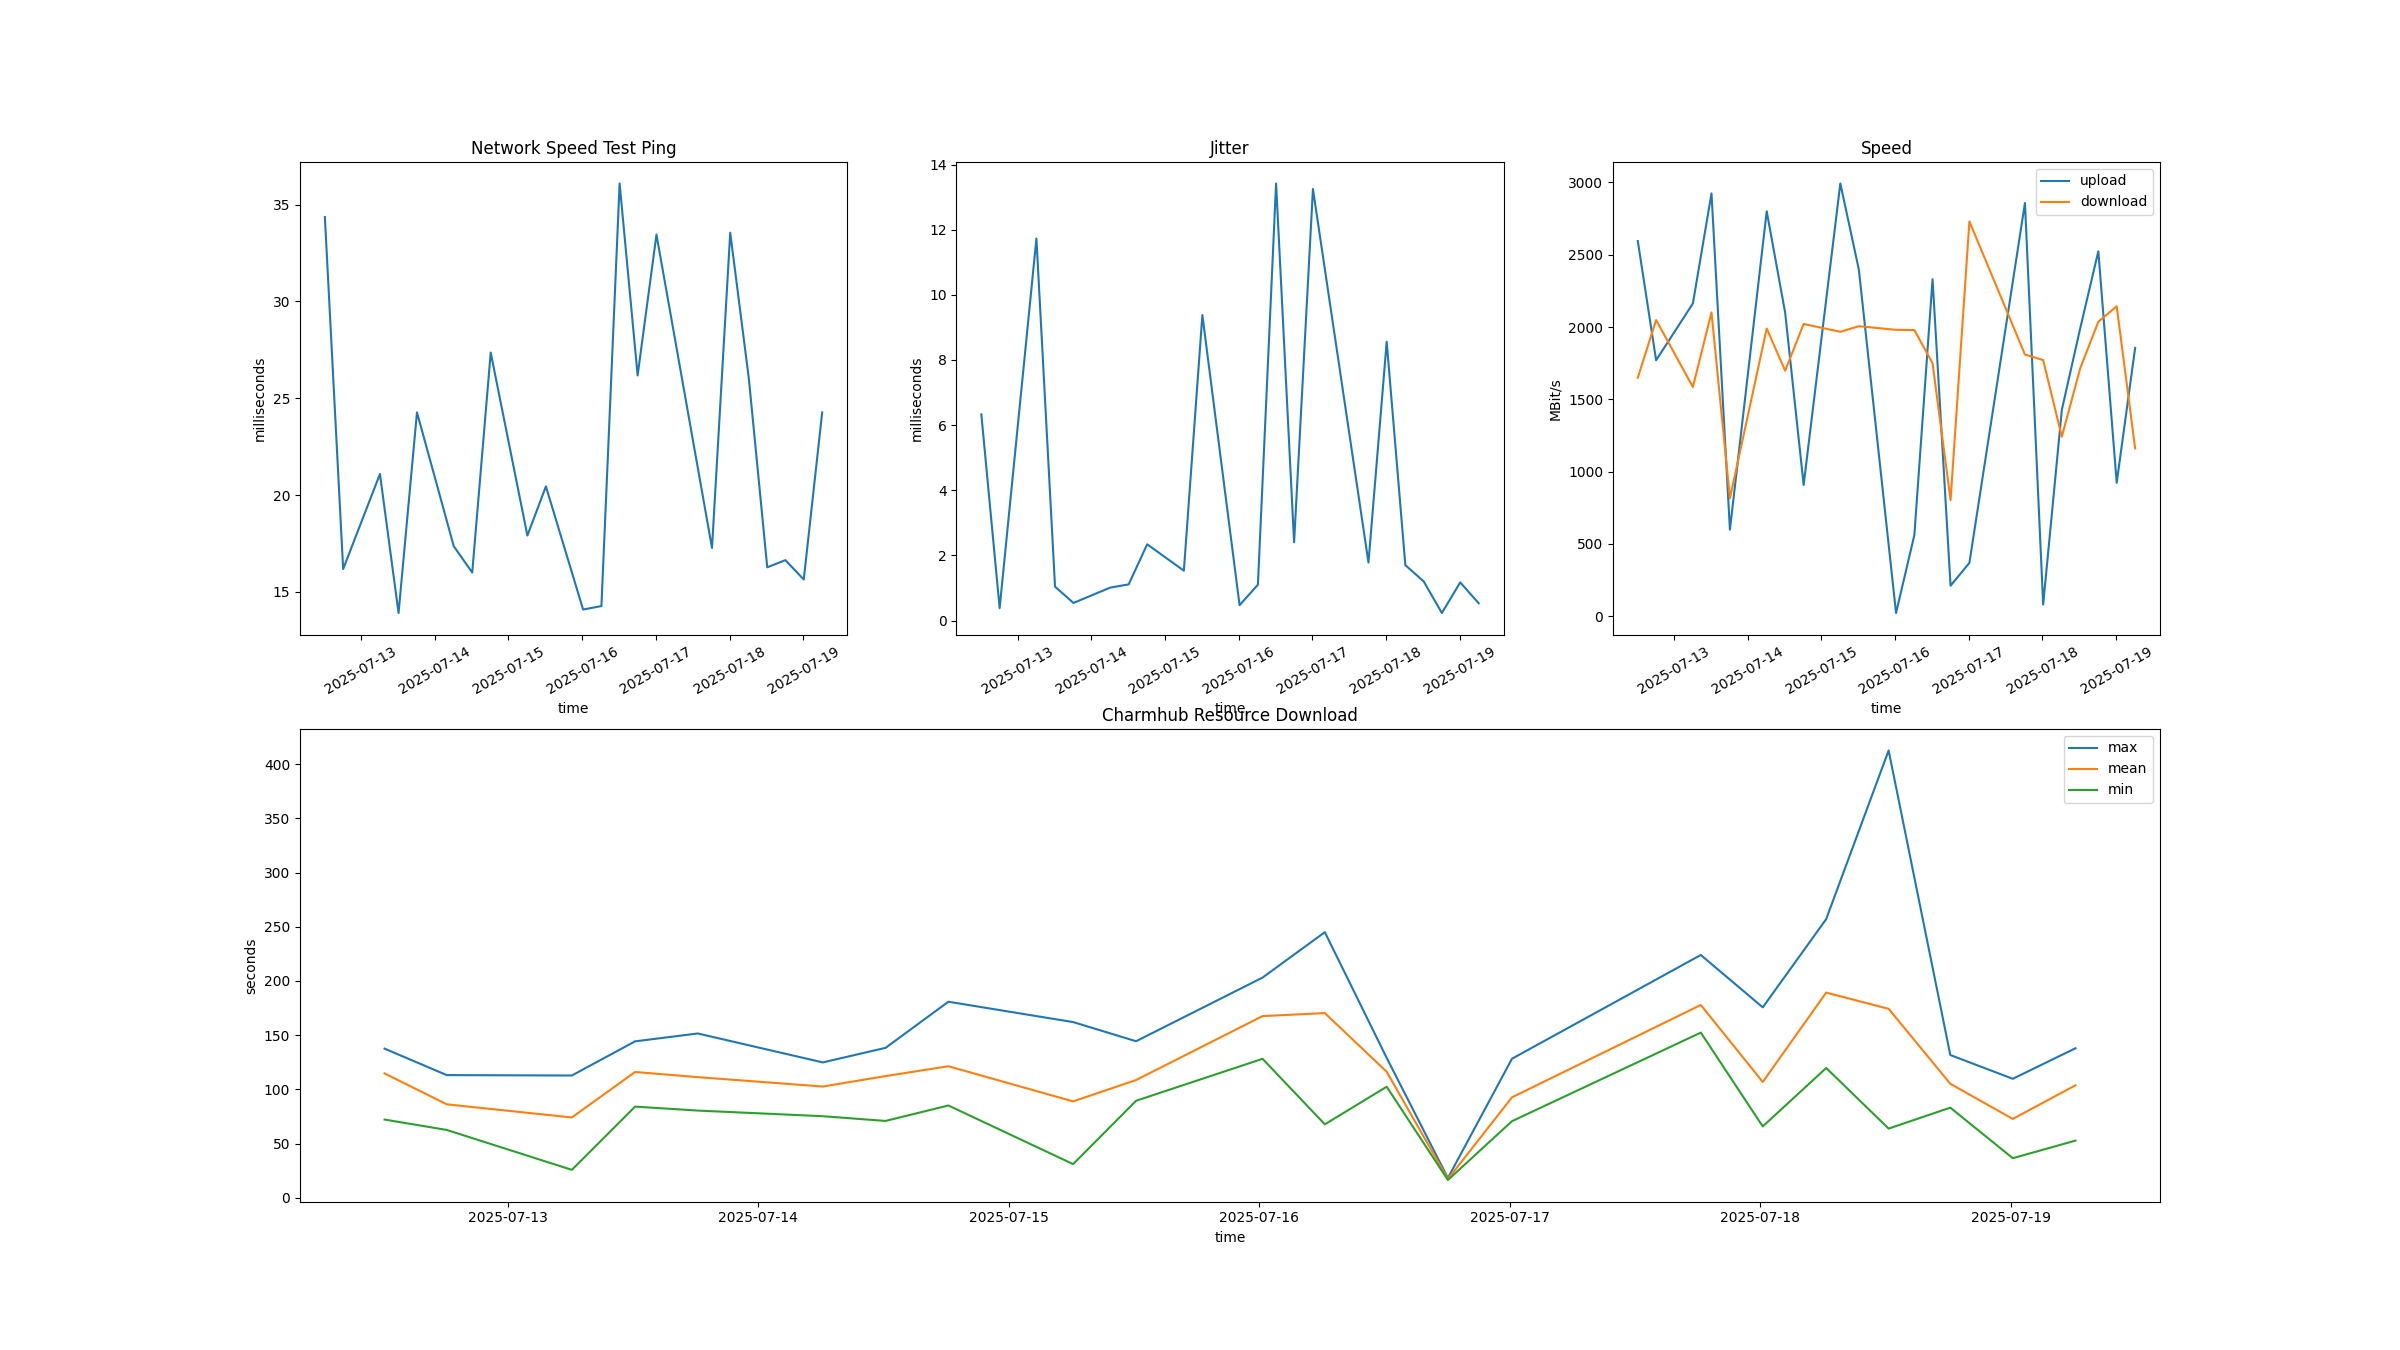 Network Speed Test Ping
35
30
25
20
15
milliseconds
2025-07-13 2025-07-14 2025-07-15 2025-07-16 2025-07-17 2025-07-18 2025-07-19
time
Jitter
14
12
10
8
6
4
2
0
milliseconds
2025-07-13 2025-07-14 2025-07-15 2025-07-16 2025-07-17 2025-07-18 2025-07-19
time
Speed
upload
download
3000
2500
2000
1500
1000
500
0
MBit/s
2025-07-13 2025-07-14 2025-07-15 2025-07-16 2025-07-17 2025-07-18 2025-07-19
time
Charmhub Resource Download
max
mean
min
400
350
300
250
200
150
100
50
0
seconds
2025-07-13 2025-07-14 2025-07-15 2025-07-16 2025-07-17 2025-07-18 2025-07-19
time